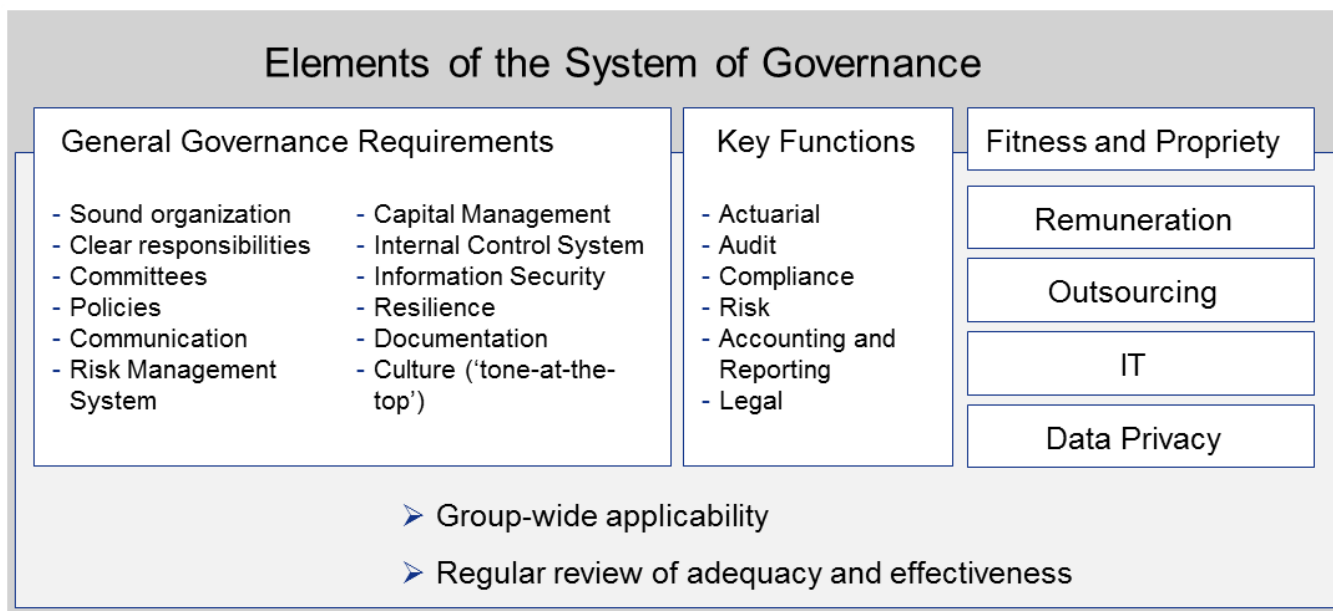 Elements of the System of Governance
General Governance Requirements
- Sound organization
- Clear responsibilities
- Committees
- Policies
- Communication
- Risk Management
System
- Capital Management
- Internal Control System
- Information Security
- Resilience
- Documentation
- Culture (‘tone-at-the-
top’)
Key Functions
- Actuarial
- Audit
- Compliance
- Risk
- Accounting and
Reporting
- Legal
Fitness and Propriety
Remuneration
Outsourcing
IT
Data Privacy
➢ Group-wide applicability
➢ Regular review of adequacy and effectiveness